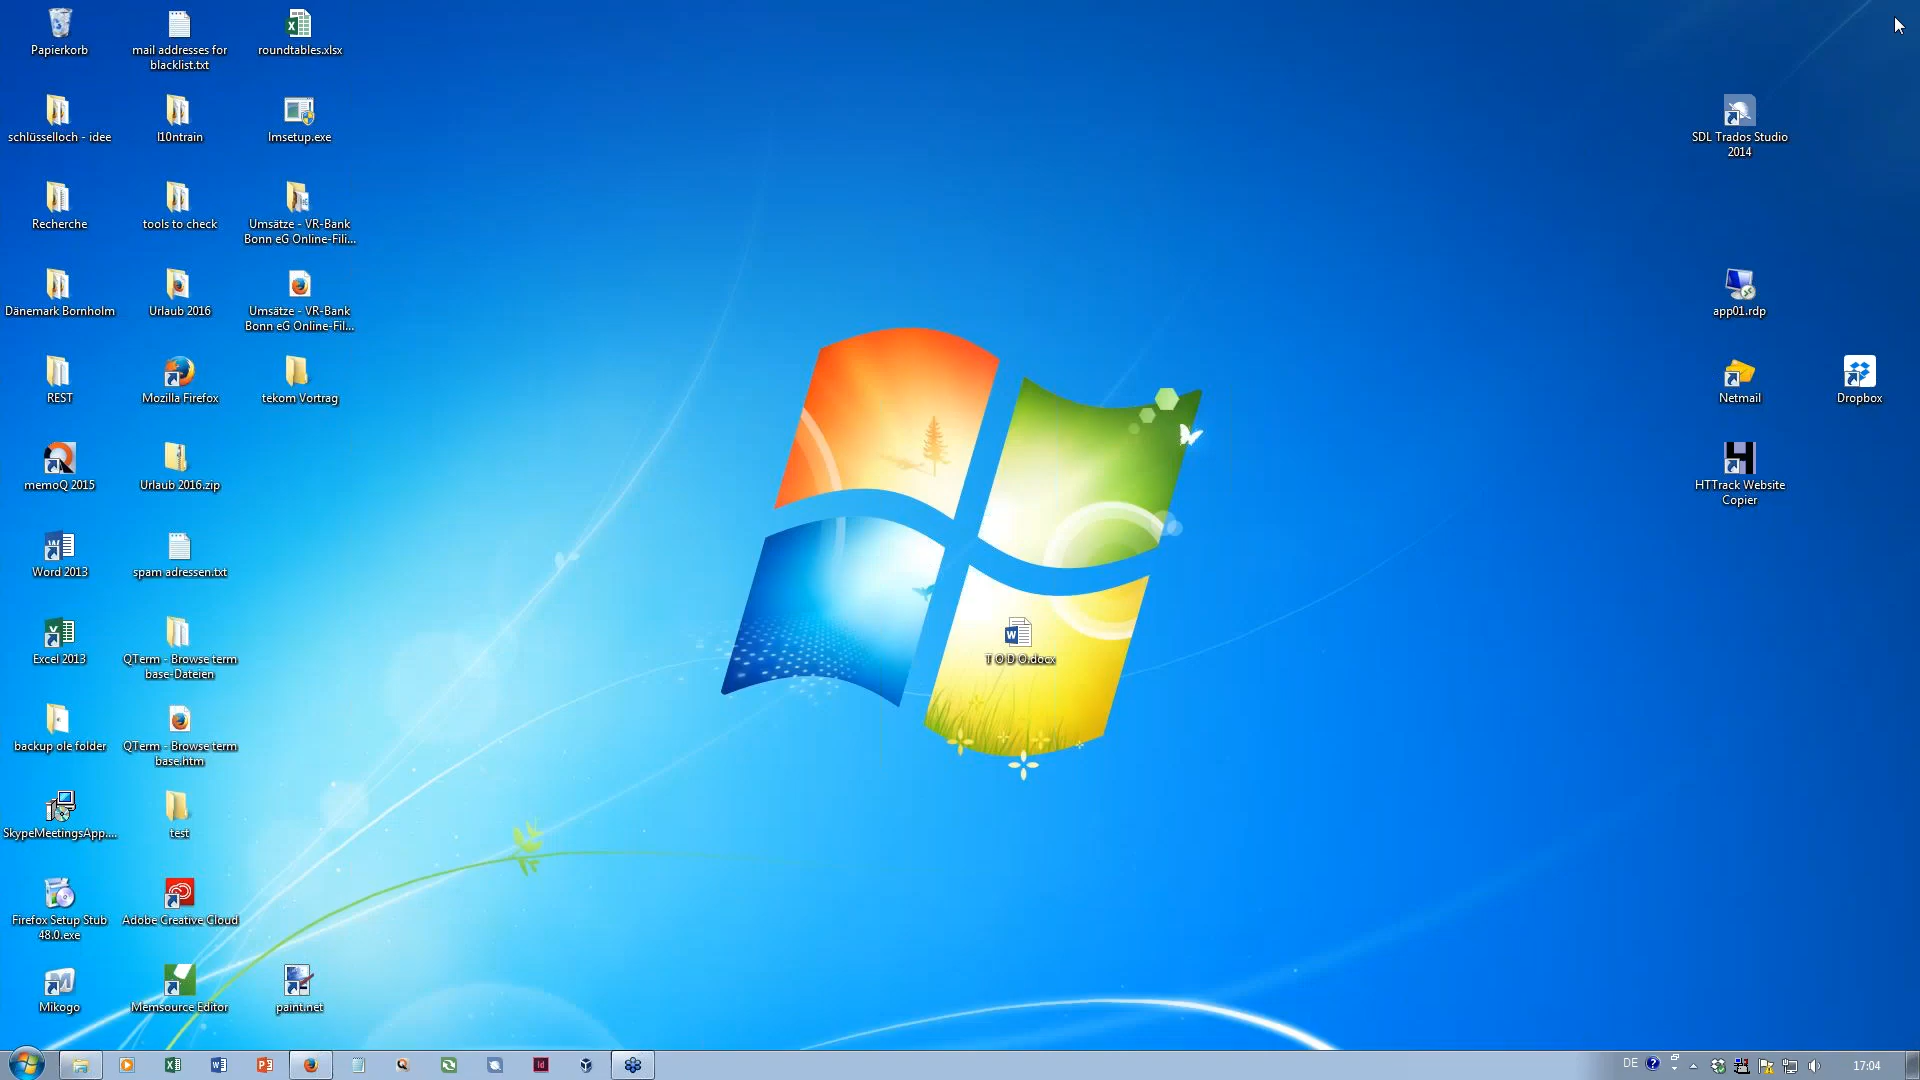 Papierkorb
mail addresses for
blacklist.txt
roundtables.xlsx
schlüsselloch - idee
l10ntrain
lmsetup.exe
SDL Trados Studio
2014
Recherche
tools to check
Umsätze - VR-Bank
Bonn eG Online-Fili...
Dänemark Bornholm
Urlaub 2016
Umsätze - VR-Bank
Bonn eG Online-Fil...
app01.rdp
REST
Mozilla Firefox
tekom Vortrag
Netmail
Dropbox
memoQ 2015
Urlaub 2016.zip
HTTrack Website
Copier
Word 2013
spam adressen.txt
Excel 2013
QTerm - Browse term
base-Dateien
T O D O.docx
backup ole folder
QTerm - Browse term
base.htm
SkypeMeetingsApp....
test
Firefox Setup Stub
48.0.exe
Adobe Creative Cloud
Mikogo
Memsource Editor
paint.net
DE
17:04